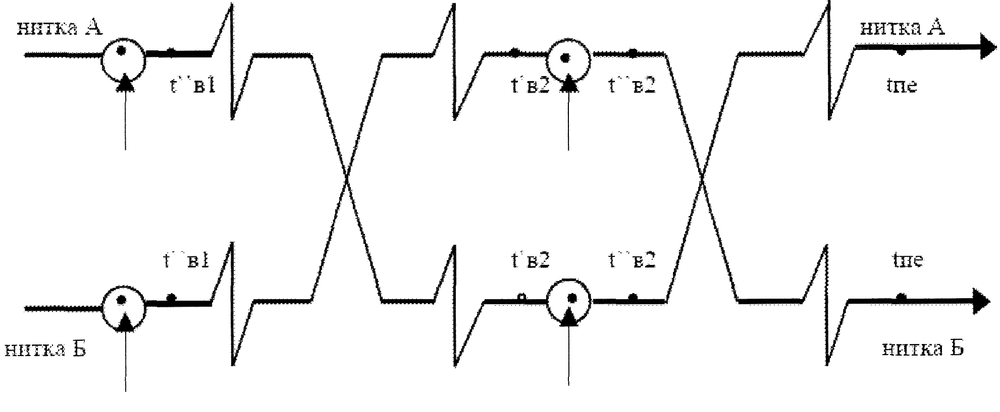 нитка А
нитка А
t``в1
t`в2
t``в2
tпе
t``в1
t`в2
t``в2
tпе
нитка Б
нитка Б